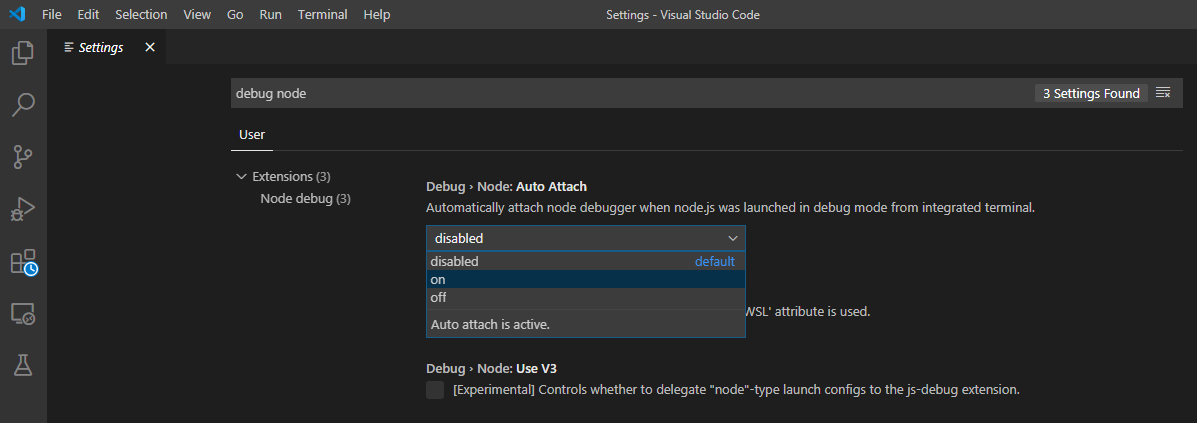 File Edit Selection View Go Run Terminal Help Settings - Visual Studio Code
Settings
debug node 3 Settings Found
User
Extensions (3)
Node debug (3)
Debug › Node: Auto Attach
Automatically attach node debugger when node.js was launched in debug mode from integrated terminal.
disabled
disabled default
on
off
WSL' attribute is used.
Auto attach is active.
Debug › Node: Use V3
[Experimental] Controls whether to delegate "node"-type launch configs to the js-debug extension.